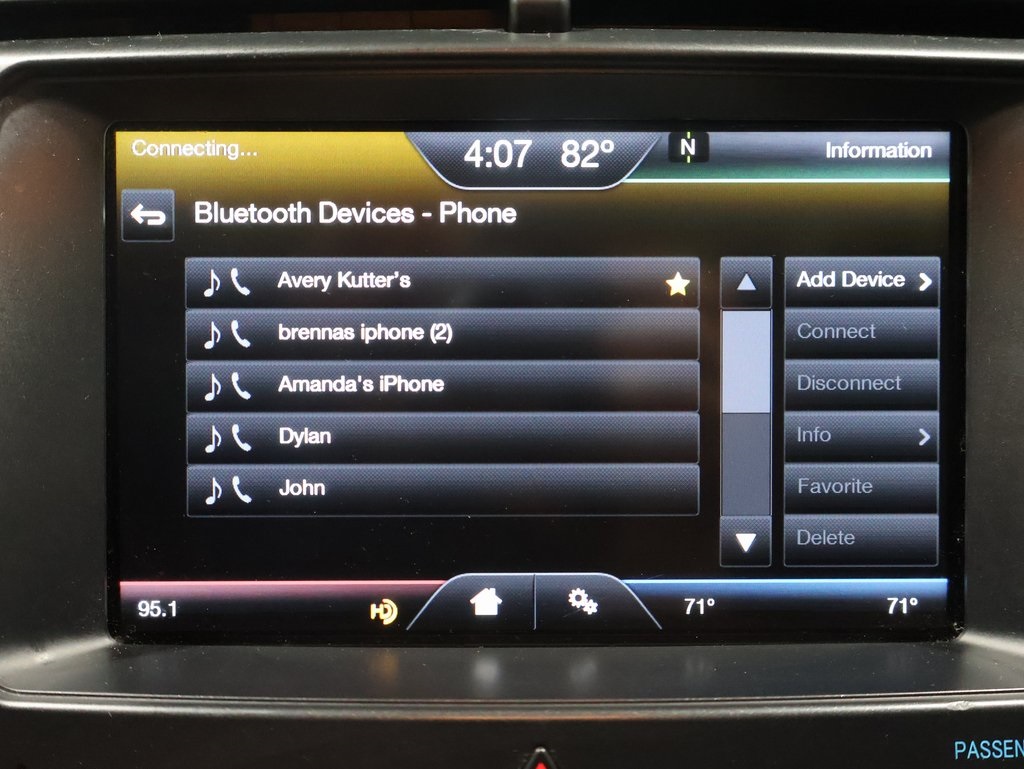 Connecting...
4:07 82°
N
Information
Bluetooth Devices - Phone
Avery Kutter's
brennas iphone (2)
Amanda's iPhone
Dylan
John
Add Device
Connect
Disconnect
Info
Favorite
Delete
95.1
HD
71°
71°
PASSEN